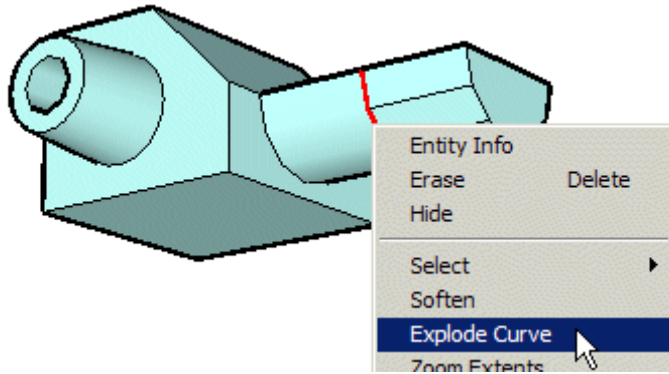 Entity Info
Erase Delete
Hide
Select
Soften
Explode Curve
Zoom Extents